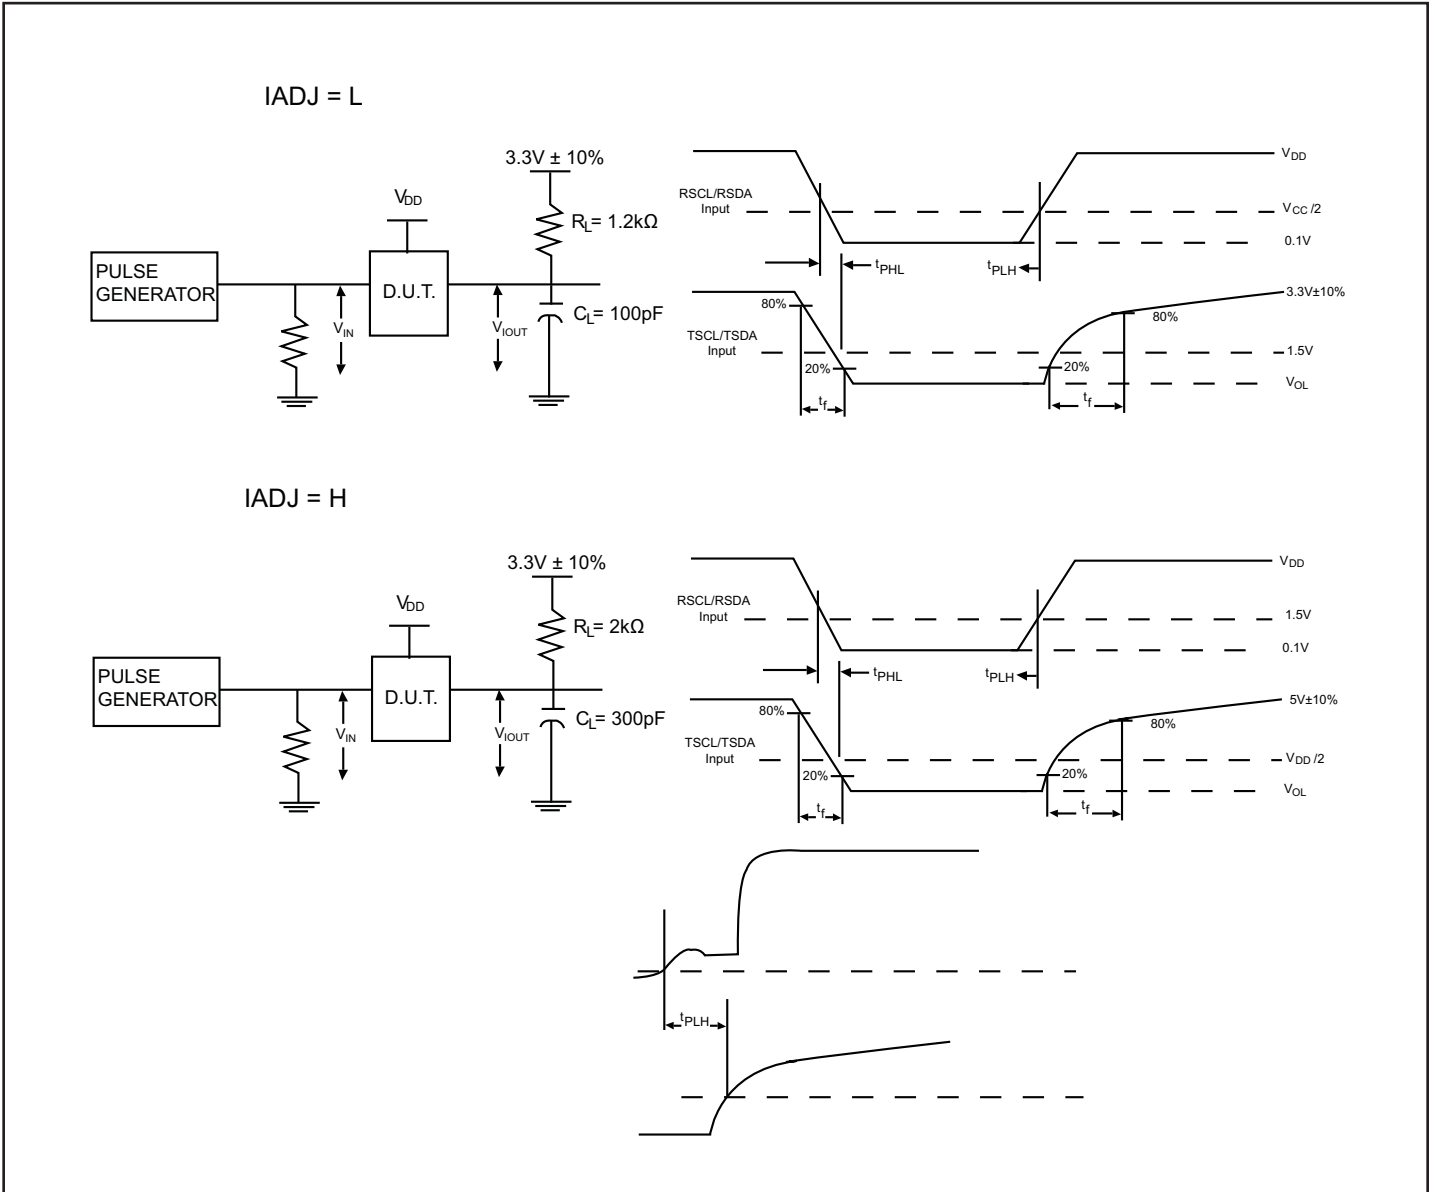 IADJ = L
3.3V ± 10%
VDD
RL= 1.2kΩ
PULSE
GENERATOR
D.U.T.
VIN
VIOUT
CL= 100pF
RSCL/RSDA
Input
VDD
VCC /2
0.1V
tPHL
tPLH
80%
3.3V±10%
80%
TSCL/TSDA
Input
1.5V
20%
20%
VOL
tf
tf
IADJ = H
3.3V ± 10%
VDD
RL= 2kΩ
PULSE
GENERATOR
D.U.T.
VIN
VIOUT
CL= 300pF
RSCL/RSDA
Input
VDD
1.5V
0.1V
tPHL
tPLH
80%
5V±10%
80%
TSCL/TSDA
Input
VDD /2
20%
20%
VOL
tf
tf
tPLH